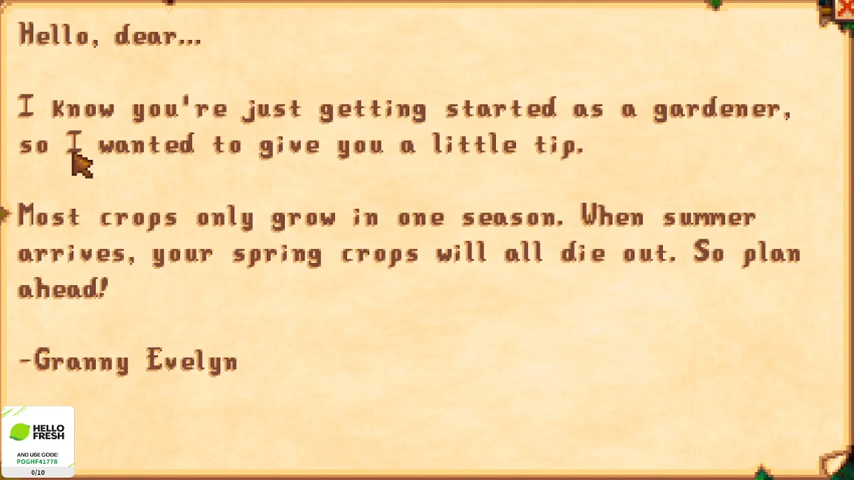 Hello, dear...
I know you're just getting started as a gardener,
so I wanted to give you a little tip.
Most crops only grow in one season. When summer
arrives, your spring crops will all die out. So plan
ahead!
-Granny Evelyn
HELLO
FRESH
AND USE CODE:
POGHF41778
0/10